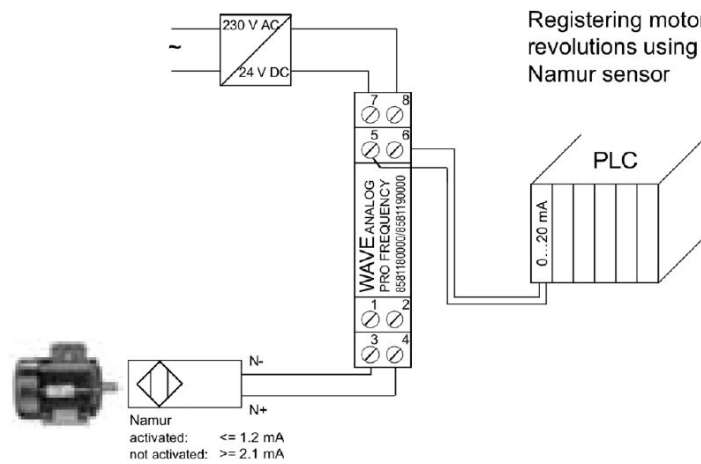 230 V AC
~
24 V DC
Registering motor
revolutions using
Namur sensor
7 8
5 6
PLC
0...20 mA
WAVE ANALOG
PRO FREQUENCY
8581180000/8581190000
1 2
3 4
N-
N+
Namur
activated: <= 1.2 mA
not activated: >= 2.1 mA